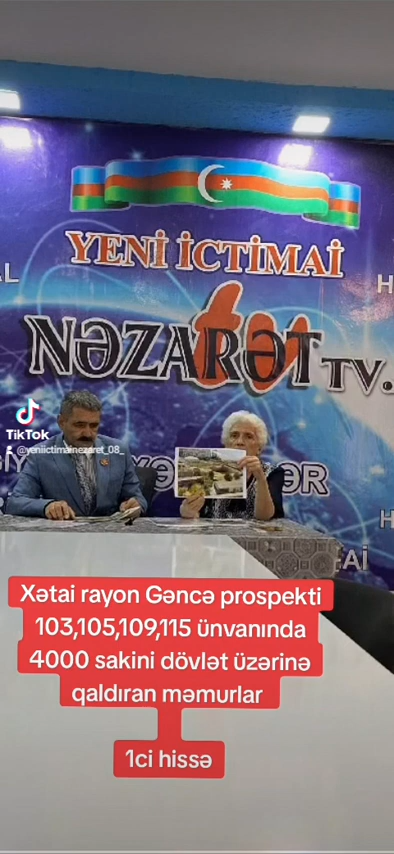 YENİ İCTİMAİ
NƏZARƏT TV.
TikTok
@yeniictimainezaret_08_
Xətai rayon Gəncə prospekti
103,105,109,115 ünvanında
4000 sakini dövlət üzərinə
qaldıran məmurlar
1ci hissə